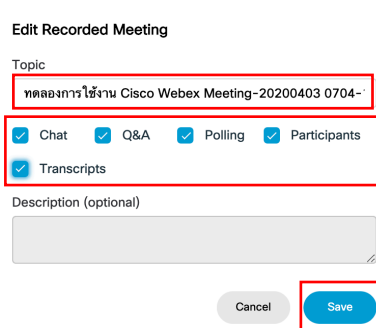 Edit Recorded Meeting
Topic
ทดลองการใช้งาน Cisco Webex Meeting-20200403 0704-
Chat Q&A Polling Participants
Transcripts
Description (optional)
Cancel Save